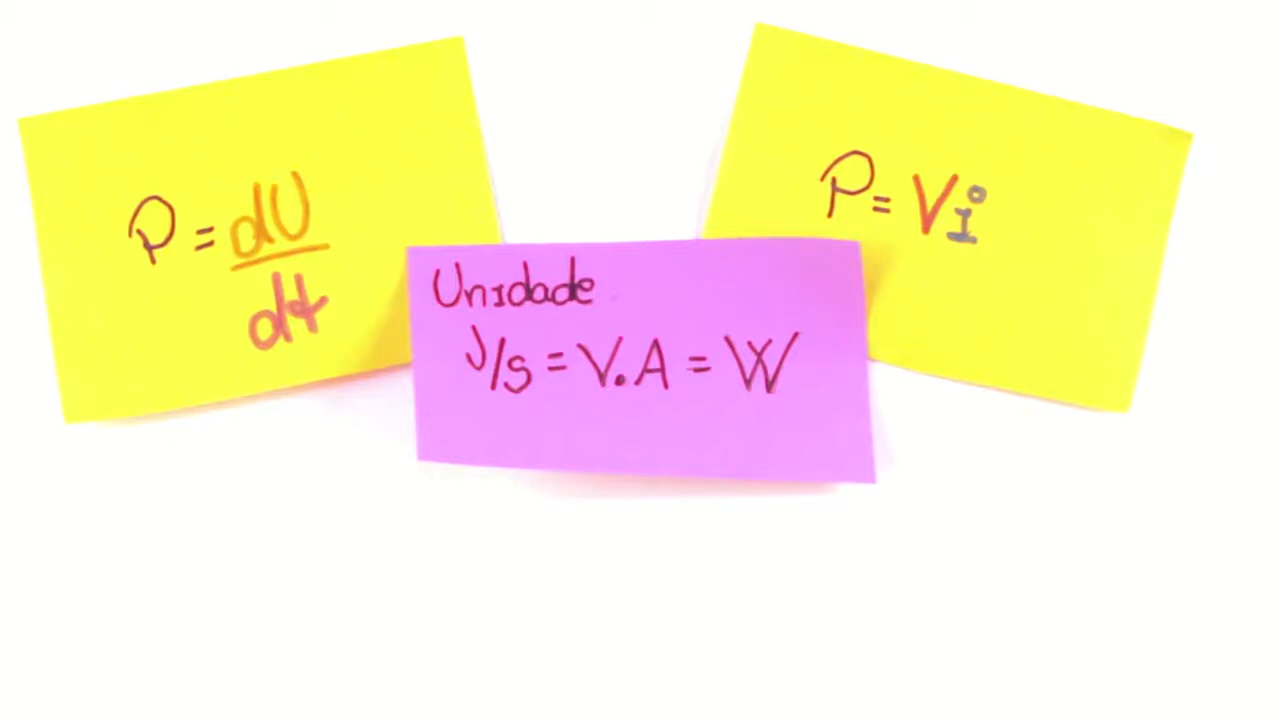 P = dU
dt
P = Vi
Unidade
J/s = V.A = W